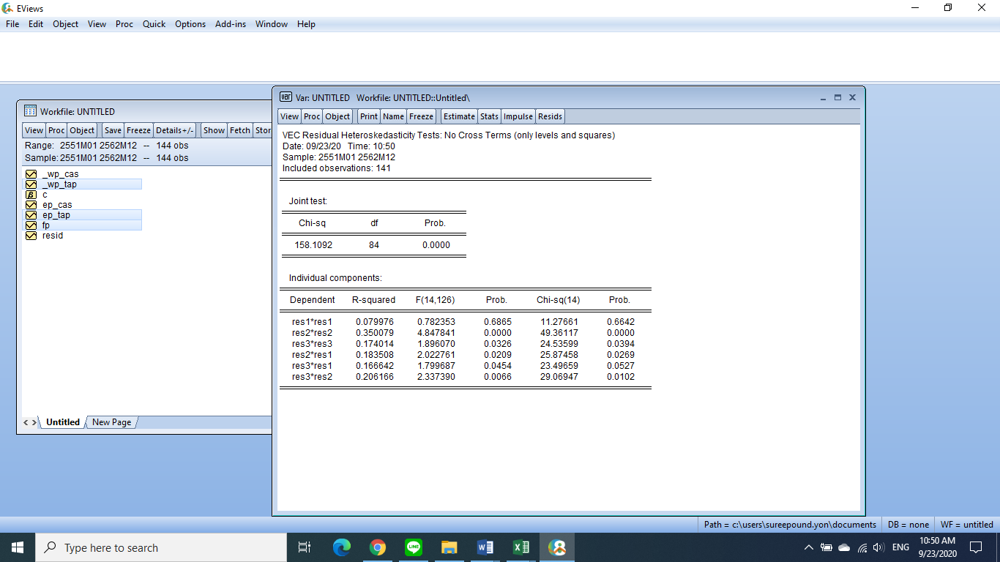 EViews
File Edit Object View Proc Quick Options Add-ins Window Help
Workfile: UNTITLED
View Proc Object Save Freeze Details+/- Show Fetch Stor
Range: 2551M01 2562M12 -- 144 obs
Sample: 2551M01 2562M12 -- 144 obs
_wp_cas
_wp_tap
β c
ep_cas
ep_tap
fp
resid
Untitled New Page
var Var: UNTITLED Workfile: UNTITLED::Untitled\
View Proc Object Print Name Freeze Estimate Stats Impulse Resids
VEC Residual Heteroskedasticity Tests: No Cross Terms (only levels and squares)
Date: 09/23/20 Time: 10:50
Sample: 2551M01 2562M12
Included observations: 141
Joint test:
Chi-sq df Prob.
158.1092 84 0.0000
Individual components:
Dependent R-squared F(14,126) Prob. Chi-sq(14) Prob.
res1*res1 0.079976 0.782353 0.6865 11.27661 0.6642
res2*res2 0.350079 4.847841 0.0000 49.36117 0.0000
res3*res3 0.174014 1.896070 0.0326 24.53599 0.0394
res2*res1 0.183508 2.022761 0.0209 25.87458 0.0269
res3*res1 0.166642 1.799687 0.0454 23.49659 0.0527
res3*res2 0.206166 2.337390 0.0066 29.06947 0.0102
Path = c:\users\sureepound.yon\documents DB = none WF = untitled
Type here to search
LINE
ENG
10:50 AM
9/23/2020